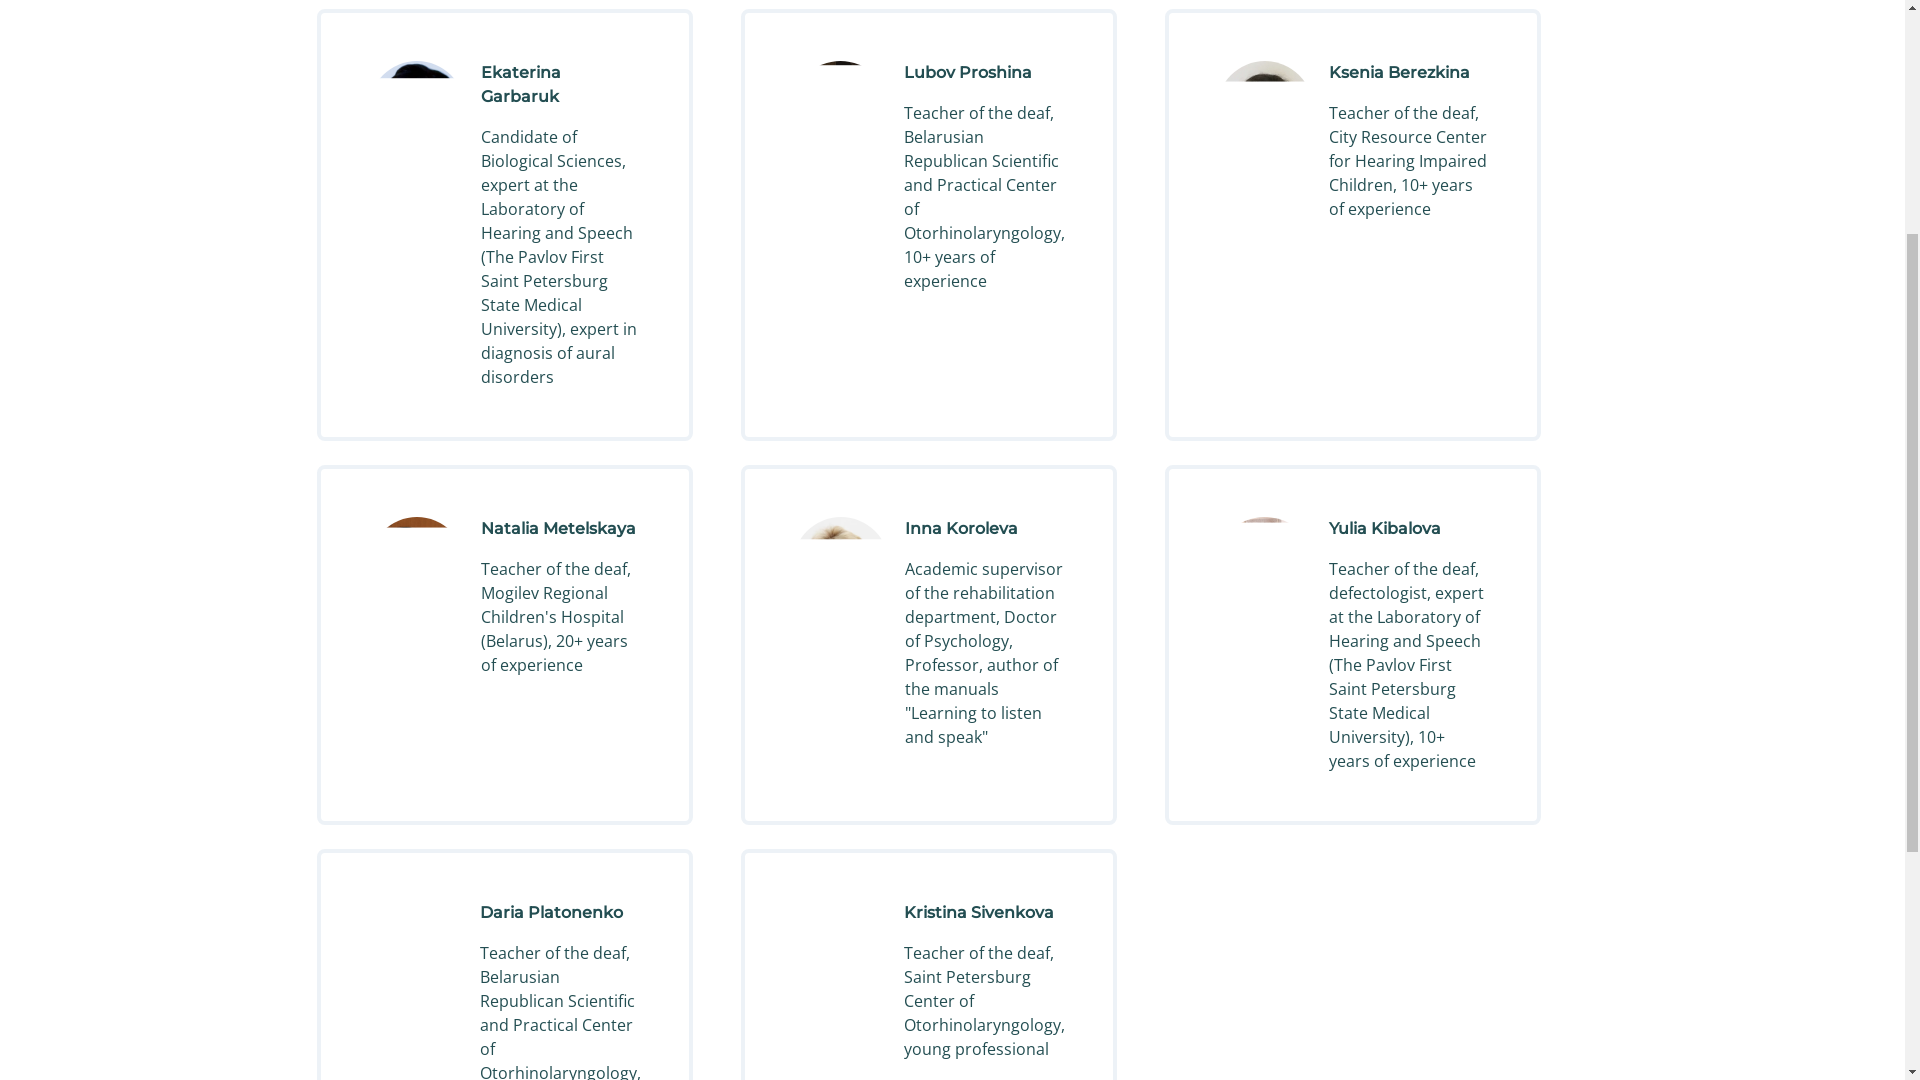 Ekaterina
Garbaruk
Candidate of
Biological Sciences,
expert at the
Laboratory of
Hearing and Speech
(The Pavlov First
Saint Petersburg
State Medical
University), expert in
diagnosis of aural
disorders
Lubov Proshina
Teacher of the deaf,
Belarusian
Republican Scientific
and Practical Center
of
Otorhinolaryngology,
10+ years of
experience
Ksenia Berezkina
Teacher of the deaf,
City Resource Center
for Hearing Impaired
Children, 10+ years
of experience
Natalia Metelskaya
Teacher of the deaf,
Mogilev Regional
Children's Hospital
(Belarus), 20+ years
of experience
Inna Koroleva
Academic supervisor
of the rehabilitation
department, Doctor
of Psychology,
Professor, author of
the manuals
"Learning to listen
and speak"
Yulia Kibalova
Teacher of the deaf,
defectologist, expert
at the Laboratory of
Hearing and Speech
(The Pavlov First
Saint Petersburg
State Medical
University), 10+
years of experience
Daria Platonenko
Teacher of the deaf,
Belarusian
Republican Scientific
and Practical Center
of
Otorhinolaryngology,
Kristina Sivenkova
Teacher of the deaf,
Saint Petersburg
Center of
Otorhinolaryngology,
young professional